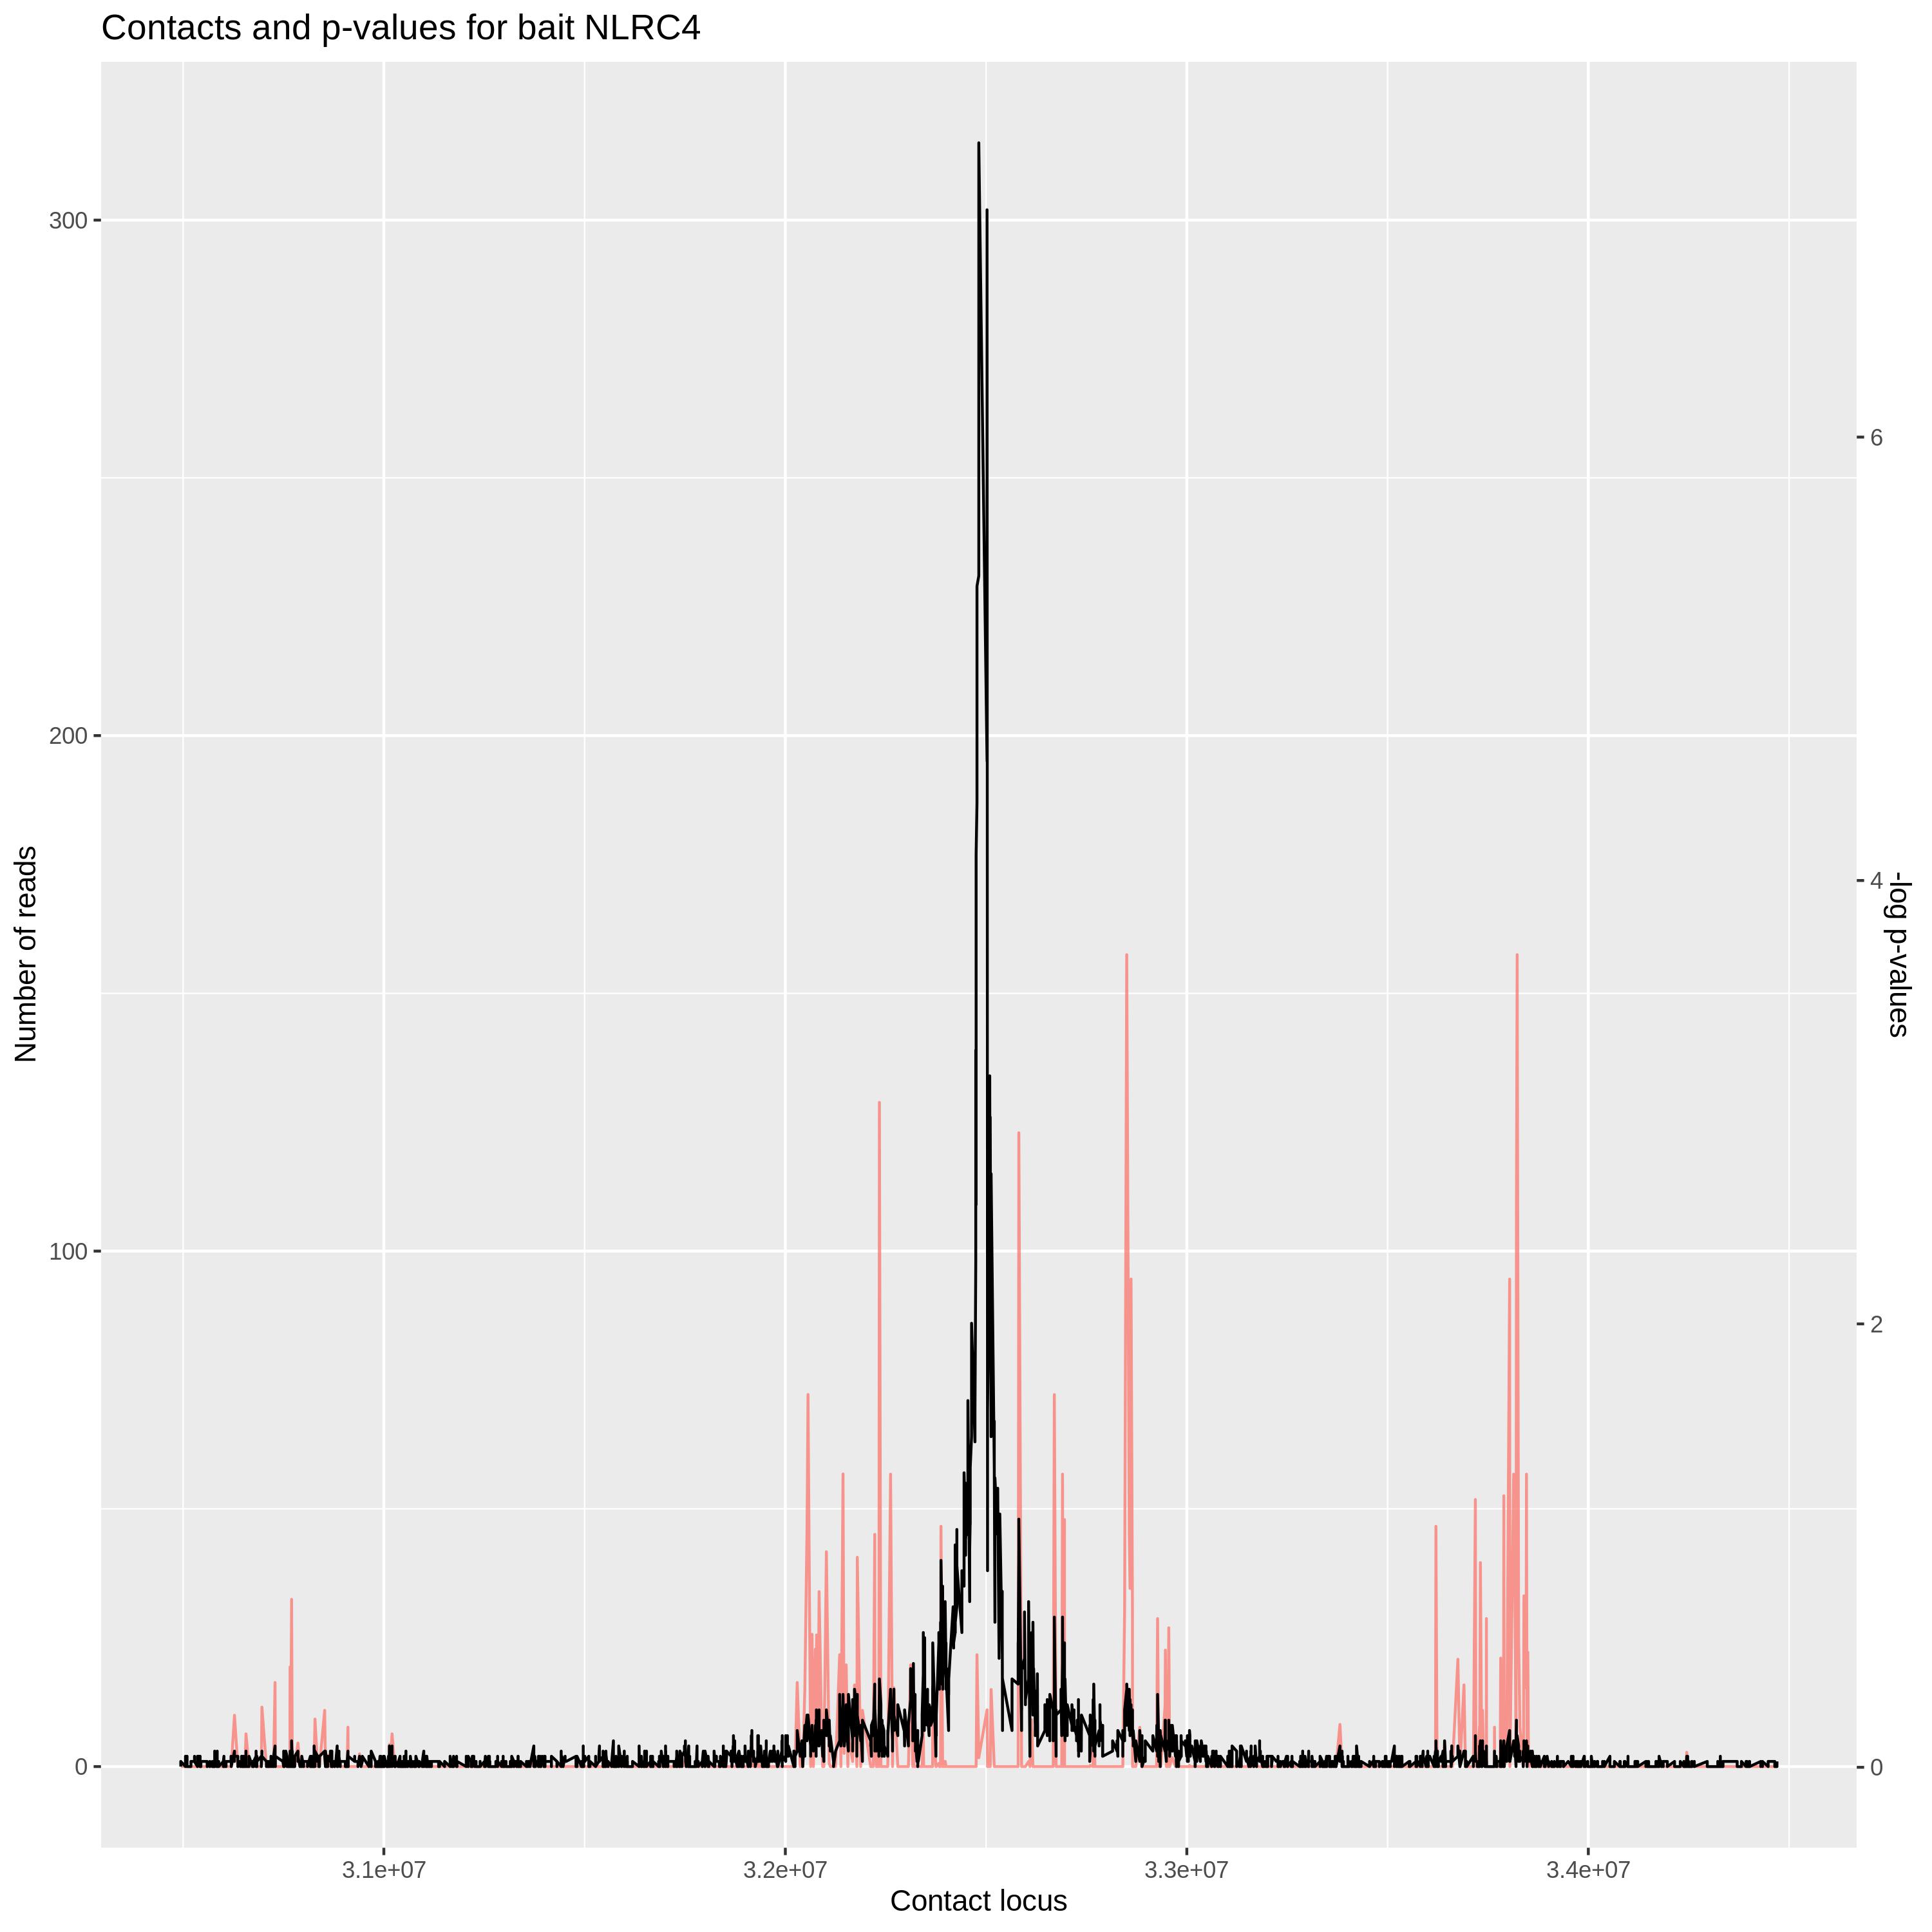 Contacts and p-values for bait NLRC4
Number of reads
300
200
100
0
6
4
2
0
-log p-values
3.1e+07
3.2e+07
3.3e+07
3.4e+07
Contact locus